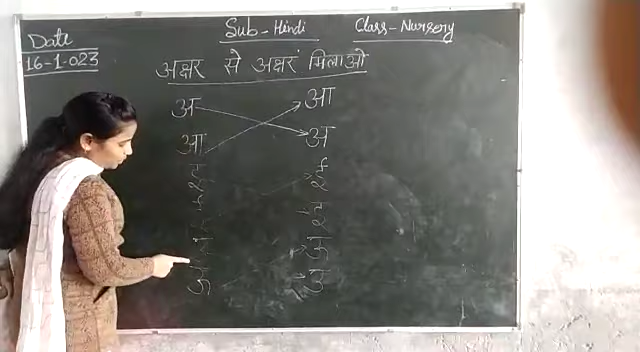 Sub - Hindi Class - Nursery
Date
16-1-023
अक्षर से अक्षर मिलाओ
अ आ
आ अ
इ ई
ई इ
उ ऊ
ऊ उ